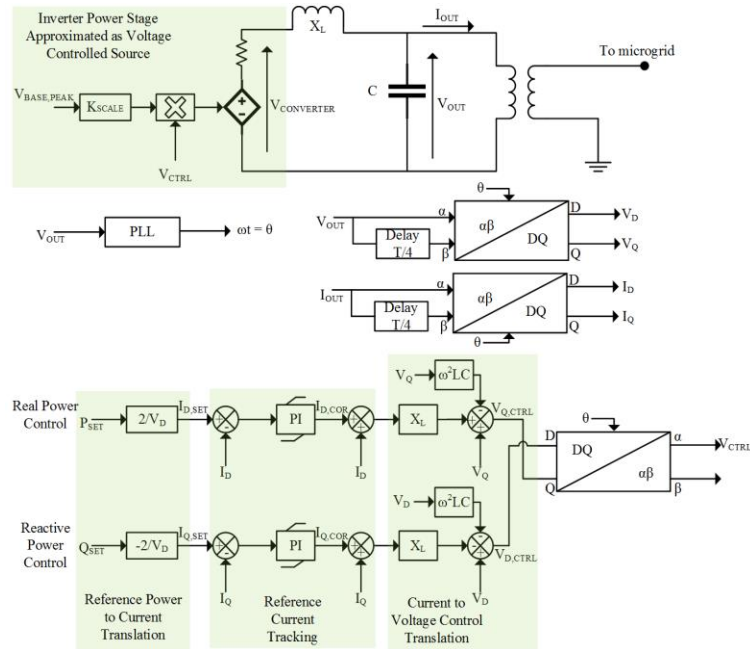 Inverter Power Stage
Approximated as Voltage
Controlled Source
X_L
I_OUT
To microgrid
V_BASE,PEAK
K_SCALE
+
-
V_CONVERTER
C
V_OUT
V_CTRL
V_OUT
PLL
ωt = θ
θ
V_OUT
α
Delay
T/4
β
αβ
DQ
D
V_D
Q
V_Q
I_OUT
α
Delay
T/4
β
αβ
DQ
D
I_D
Q
I_Q
θ
Real Power
Control
P_SET
2/V_D
I_D,SET
+
-
I_D
PI
I_D,COR
+
+
I_D
X_L
V_Q
ω²LC
-
+
+
V_Q,CTRL
V_Q
θ
D
Q
DQ
αβ
α
V_CTRL
β
Reactive
Power
Control
Q_SET
-2/V_D
I_Q,SET
+
-
I_Q
PI
I_Q,COR
+
+
I_Q
X_L
V_D
ω²LC
-
-
+
V_D,CTRL
V_D
Reference Power
to Current
Translation
Reference
Current
Tracking
Current to
Voltage Control
Translation